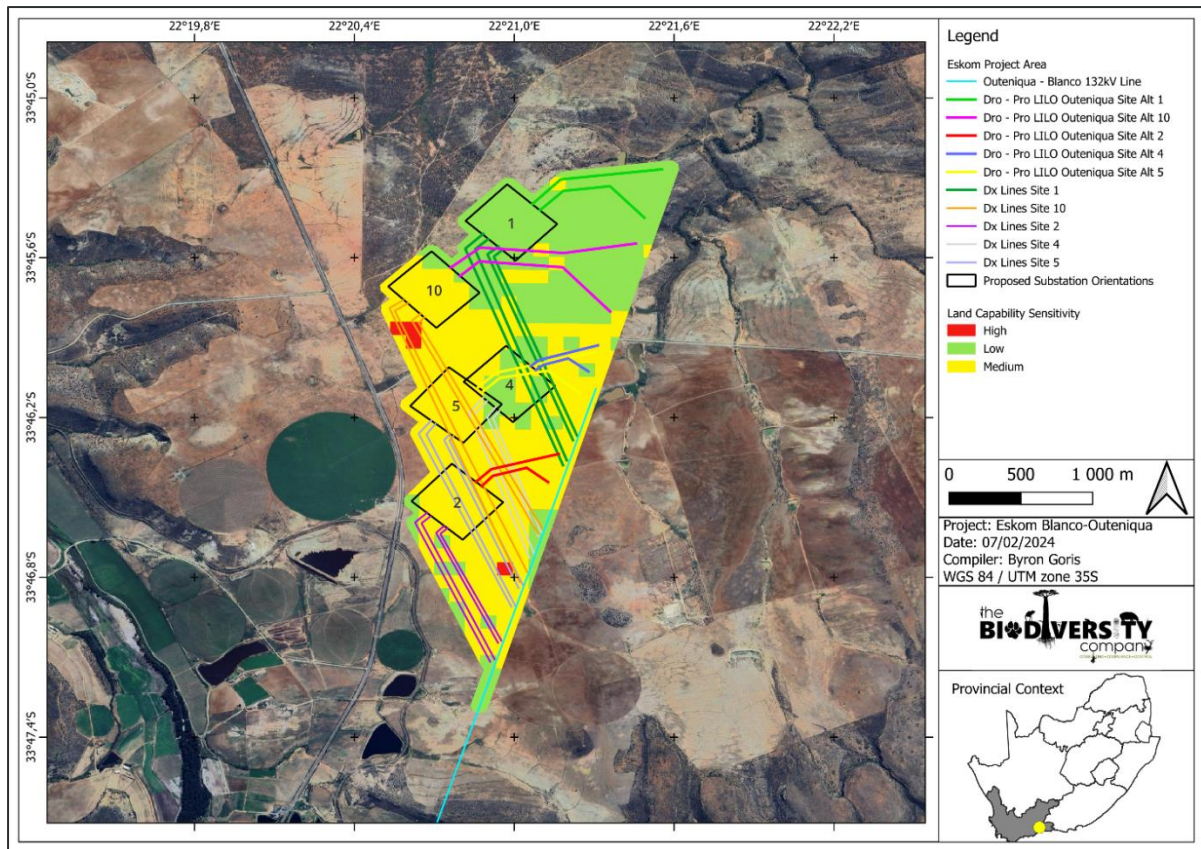 22°19,8'E
22°20,4'E
22°21,0'E
22°21,6'E
22°22,2'E
33°45,0'S
33°45,6'S
33°46,2'S
33°46,8'S
33°47,4'S
1
10
4
5
2
Legend
Eskom Project Area
Outeniqua - Blanco 132kV Line
Dro - Pro LILO Outeniqua Site Alt 1
Dro - Pro LILO Outeniqua Site Alt 10
Dro - Pro LILO Outeniqua Site Alt 2
Dro - Pro LILO Outeniqua Site Alt 4
Dro - Pro LILO Outeniqua Site Alt 5
Dx Lines Site 1
Dx Lines Site 10
Dx Lines Site 2
Dx Lines Site 4
Dx Lines Site 5
Proposed Substation Orientations
Land Capability Sensitivity
High
Low
Medium
0 500 1 000 m
Project: Eskom Blanco-Outeniqua
Date: 07/02/2024
Compiler: Byron Goris
WGS 84 / UTM zone 35S
the
BIODIVERSITY
company
Provincial Context